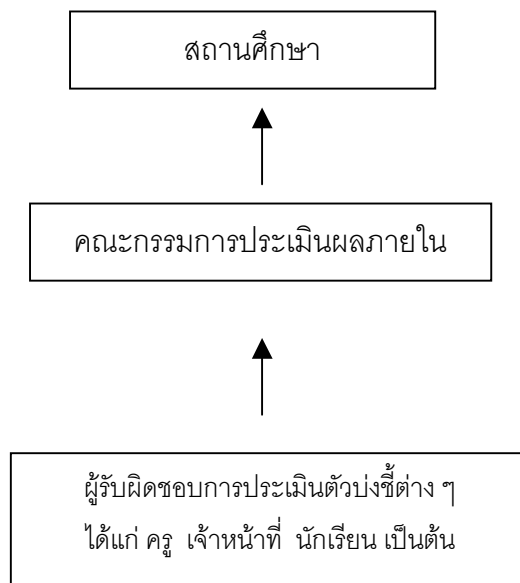 สถานศึกษา
คณะกรรมการประเมินผลภายใน
ผู้รับผิดชอบการประเมินตัวบ่งชี้ต่าง ๆ
ได้แก่ ครู เจ้าหน้าที่ นักเรียน เป็นต้น